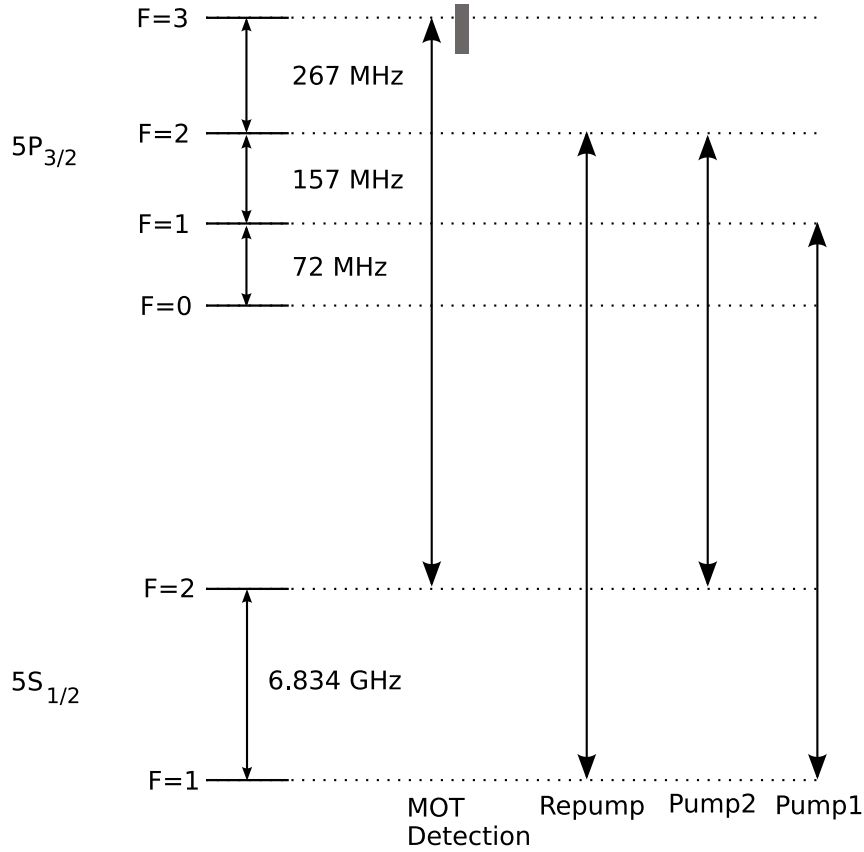 F=3
267 MHz
F=2
5P3/2
157 MHz
F=1
72 MHz
F=0
F=2
5S1/2
6.834 GHz
F=1
MOT
Detection
Repump
Pump2
Pump1